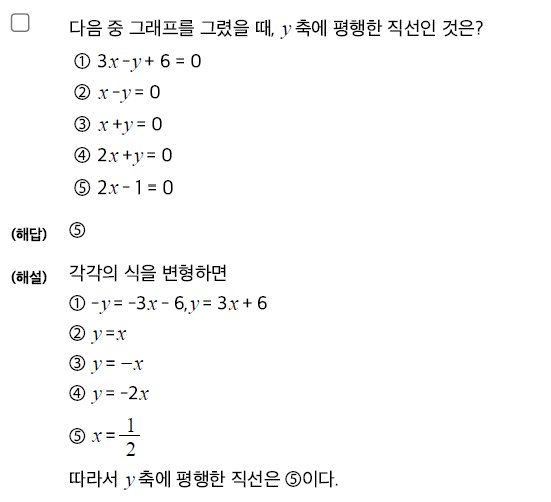 다음 중 그래프를 그렸을 때, y축에 평행한 직선인 것은?
① 3x-y+6=0
② x-y=0
③ x+y=0
④ 2x+y=0
⑤ 2x-1=0
(해답) ⑤
(해설) 각각의 식을 변형하면
① -y=-3x-6,y=3x+6
② y=x
③ y=-x
④ y=-2x
⑤ x=1/2
따라서 y축에 평행한 직선은 ⑤이다.